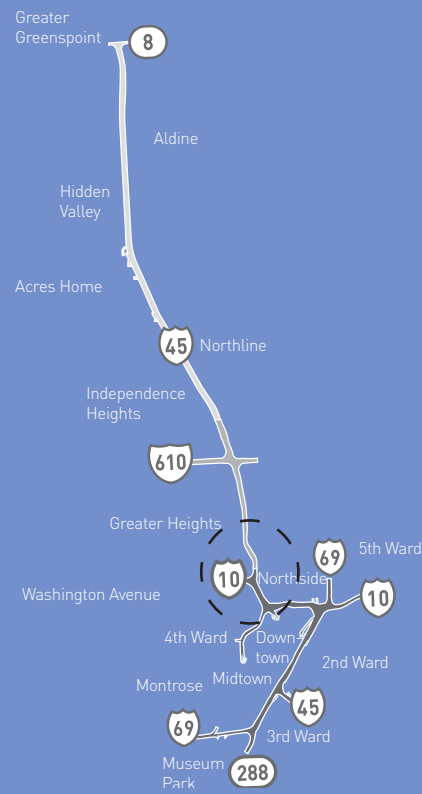 Greater
Greenspoint
8
Aldine
Hidden
Valley
Acres Home
45
Northline
Independence
Heights
610
Greater Heights
69
5th Ward
10
Northside
10
Washington Avenue
4th Ward
Down-
town
2nd Ward
Midtown
Montrose
45
69
3rd Ward
Museum
Park
288